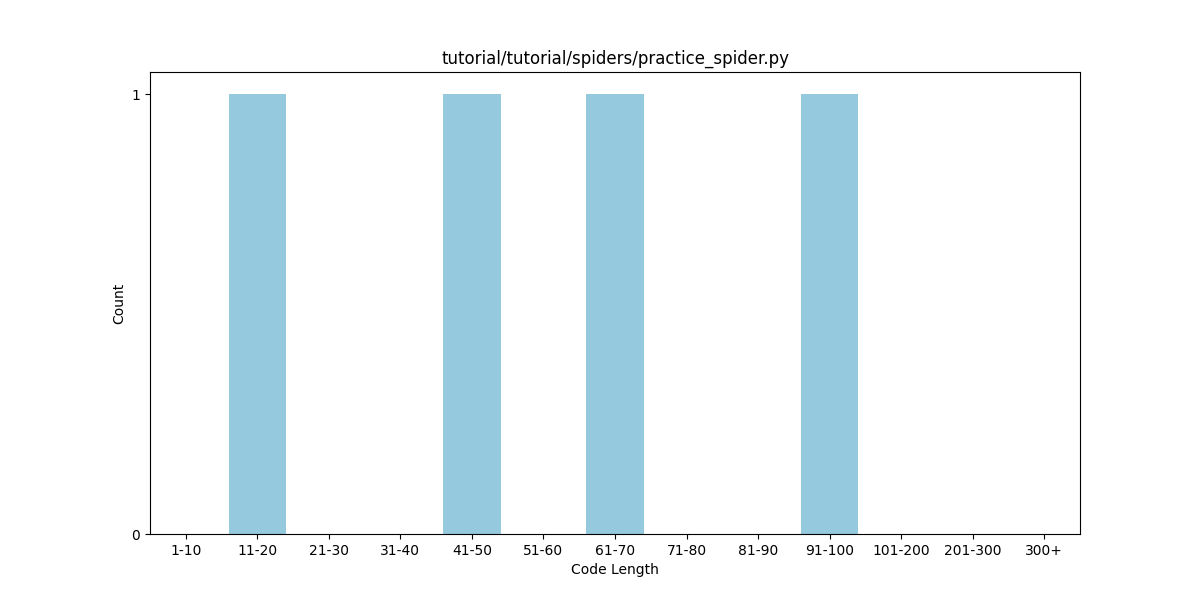 tutorial/tutorial/spiders/practice_spider.py
1
Count
0
1-10 11-20 21-30 31-40 41-50 51-60 61-70 71-80 81-90 91-100 101-200 201-300 300+
Code Length